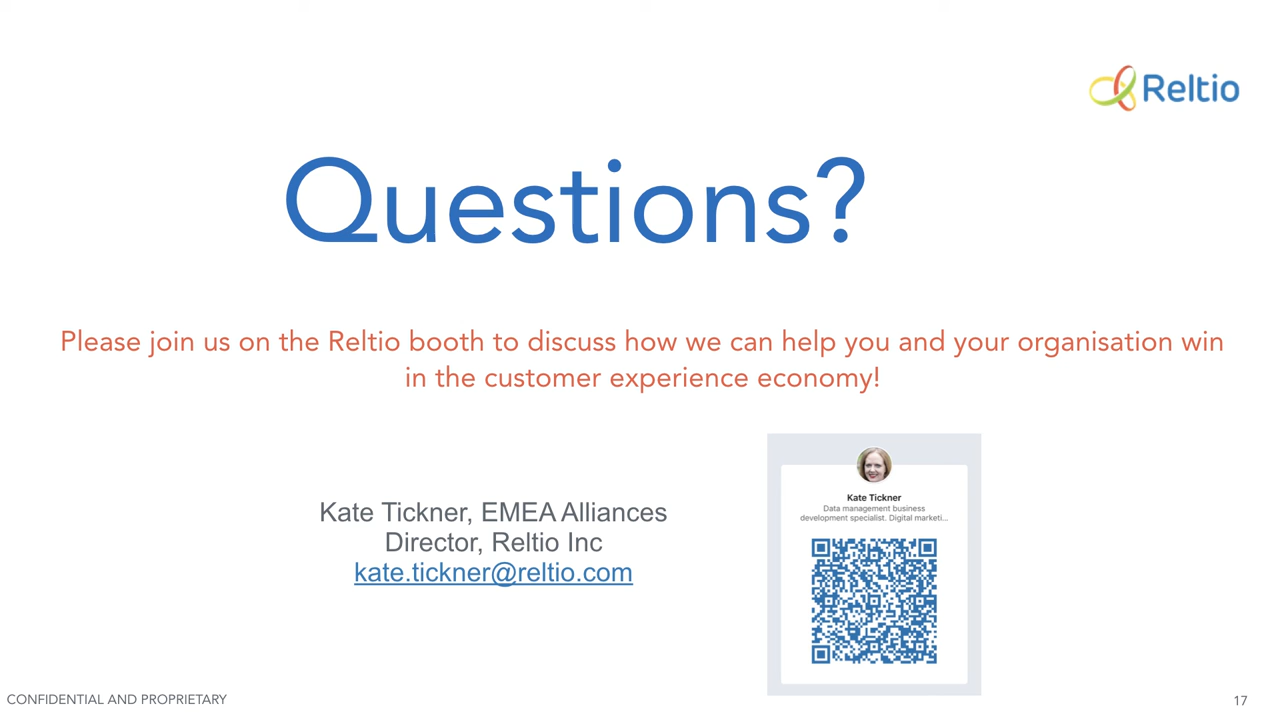 Reltio
Questions?
Please join us on the Reltio booth to discuss how we can help you and your organisation win
in the customer experience economy!
Kate Tickner, EMEA Alliances
Director, Reltio Inc
kate.tickner@reltio.com
Kate Tickner
Data management business
development specialist. Digital marketi...
CONFIDENTIAL AND PROPRIETARY
17